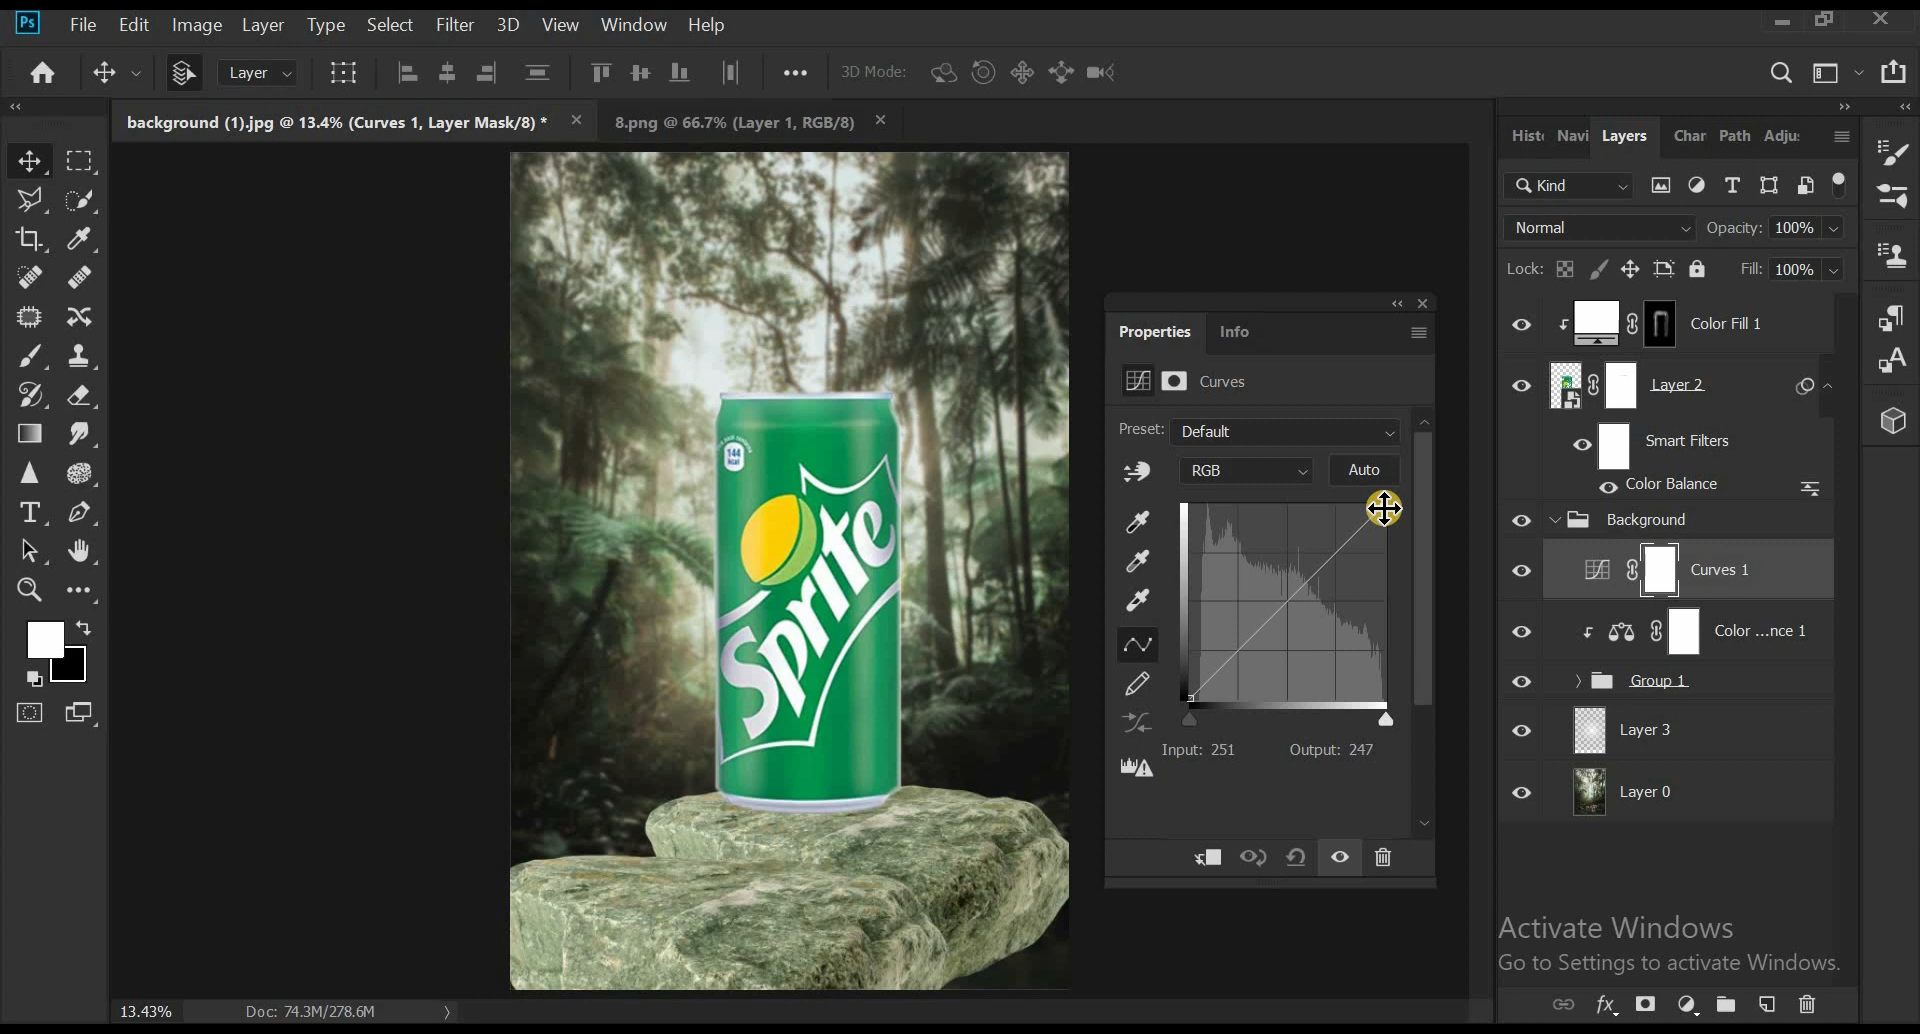 Ps File Edit Image Layer Type Select Filter 3D View Window Help
Layer 3D Mode:
background (1).jpg @ 13.4% (Curves 1, Layer Mask/8) * 8.png @ 66.7% (Layer 1, RGB/8)
Hist Navi Layers Char Path Adju
Kind
Normal Opacity: 100%
Lock: Fill: 100%
Color Fill 1
Layer 2
Smart Filters
Color Balance
Background
Curves 1
Color ...nce 1
Group 1
Layer 3
Layer 0
Properties Info
Curves
Preset: Default
RGB Auto
Input: 251 Output: 247
144
kcal
Sprite
Activate Windows
Go to Settings to activate Windows.
13.43% Doc: 74.3M/278.6M